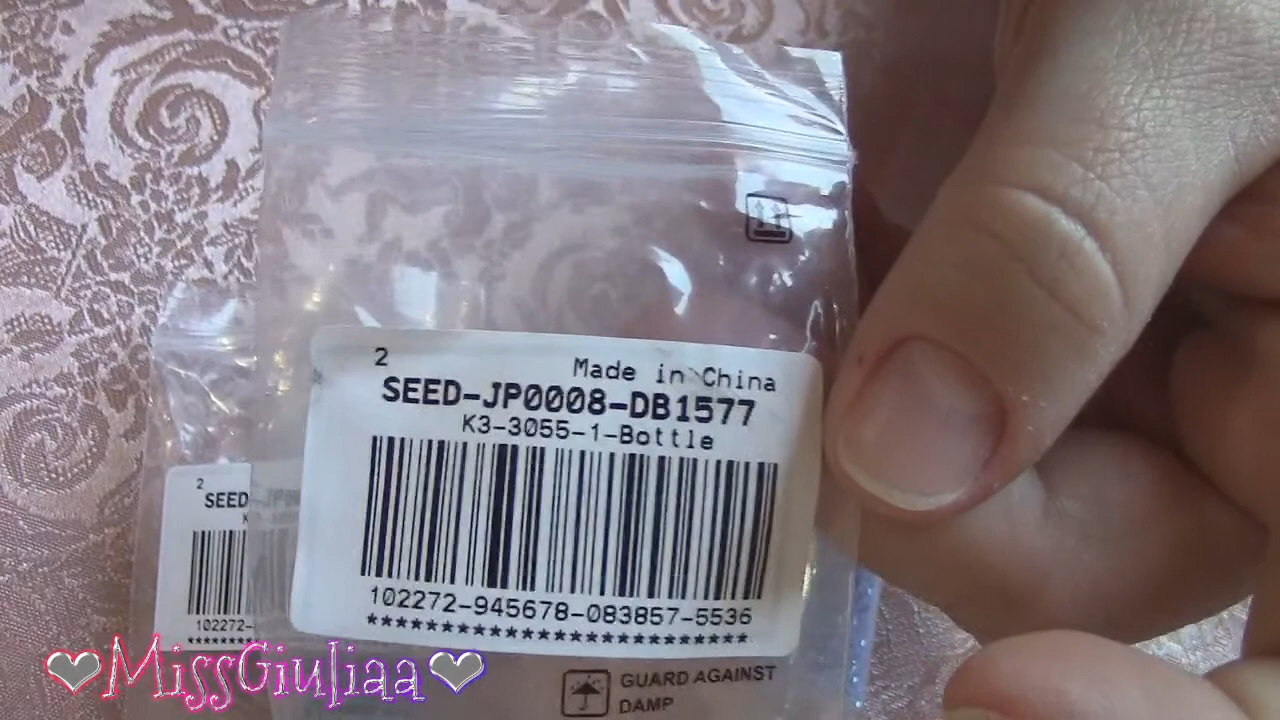 2
Made in China
SEED-JP0008-DB1577
K3-3055-1-Bottle
102272-945678-083857-5536
************************
2
SEED
102272-
GUARD AGAINST
DAMP
❤MissGiuliaa❤